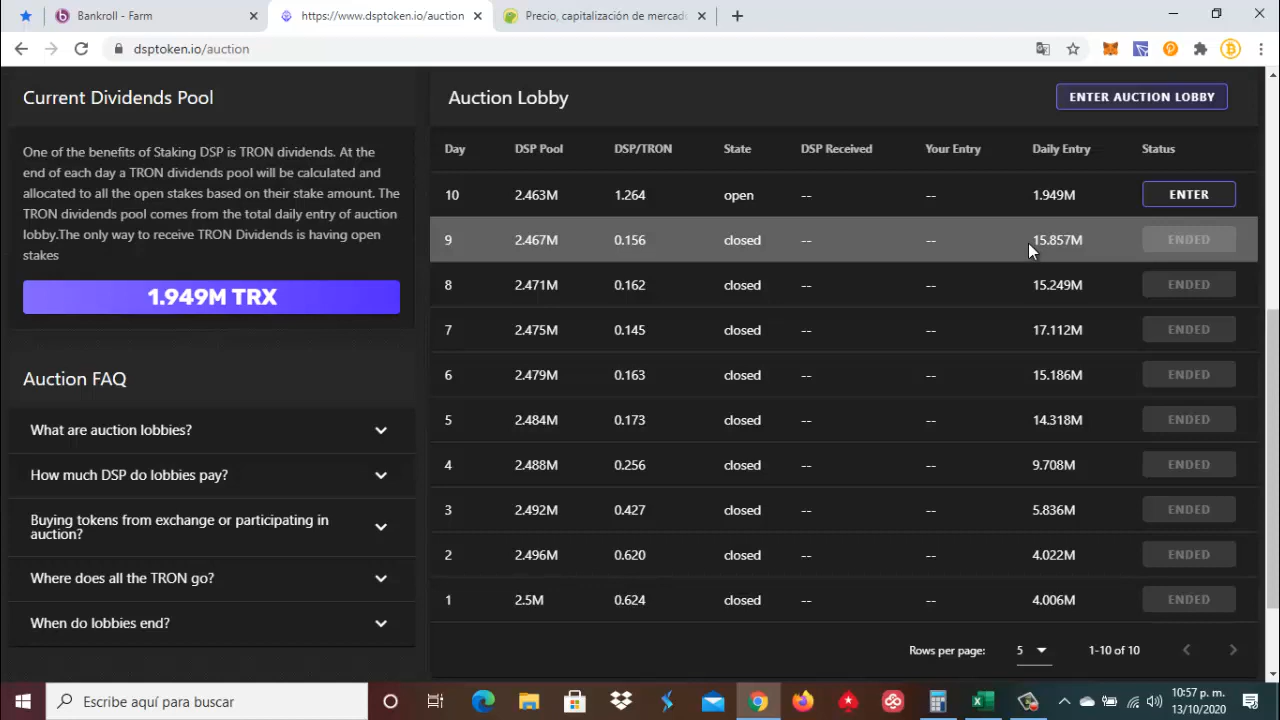 Bankroll - Farm
https://www.dsptoken.io/auction
Precio, capitalización de mercado
dsptoken.io/auction
Current Dividends Pool
One of the benefits of Staking DSP is TRON dividends. At the
end of each day a TRON dividends pool will be calculated and
allocated to all the open stakes based on their stake amount. The
TRON dividends pool comes from the total daily entry of auction
lobby.The only way to receive TRON Dividends is having open
stakes
1.949M TRX
Auction FAQ
What are auction lobbies?
How much DSP do lobbies pay?
Buying tokens from exchange or participating in
auction?
Where does all the TRON go?
When do lobbies end?
Auction Lobby
ENTER AUCTION LOBBY
Day DSP Pool DSP/TRON State DSP Received Your Entry Daily Entry Status
10 2.463M 1.264 open -- -- 1.949M ENTER
9 2.467M 0.156 closed -- -- 15.857M ENDED
8 2.471M 0.162 closed -- -- 15.249M ENDED
7 2.475M 0.145 closed -- -- 17.112M ENDED
6 2.479M 0.163 closed -- -- 15.186M ENDED
5 2.484M 0.173 closed -- -- 14.318M ENDED
4 2.488M 0.256 closed -- -- 9.708M ENDED
3 2.492M 0.427 closed -- -- 5.836M ENDED
2 2.496M 0.620 closed -- -- 4.022M ENDED
1 2.5M 0.624 closed -- -- 4.006M ENDED
Rows per page: 5 1-10 of 10
Escribe aquí para buscar
10:57 p. m.
13/10/2020